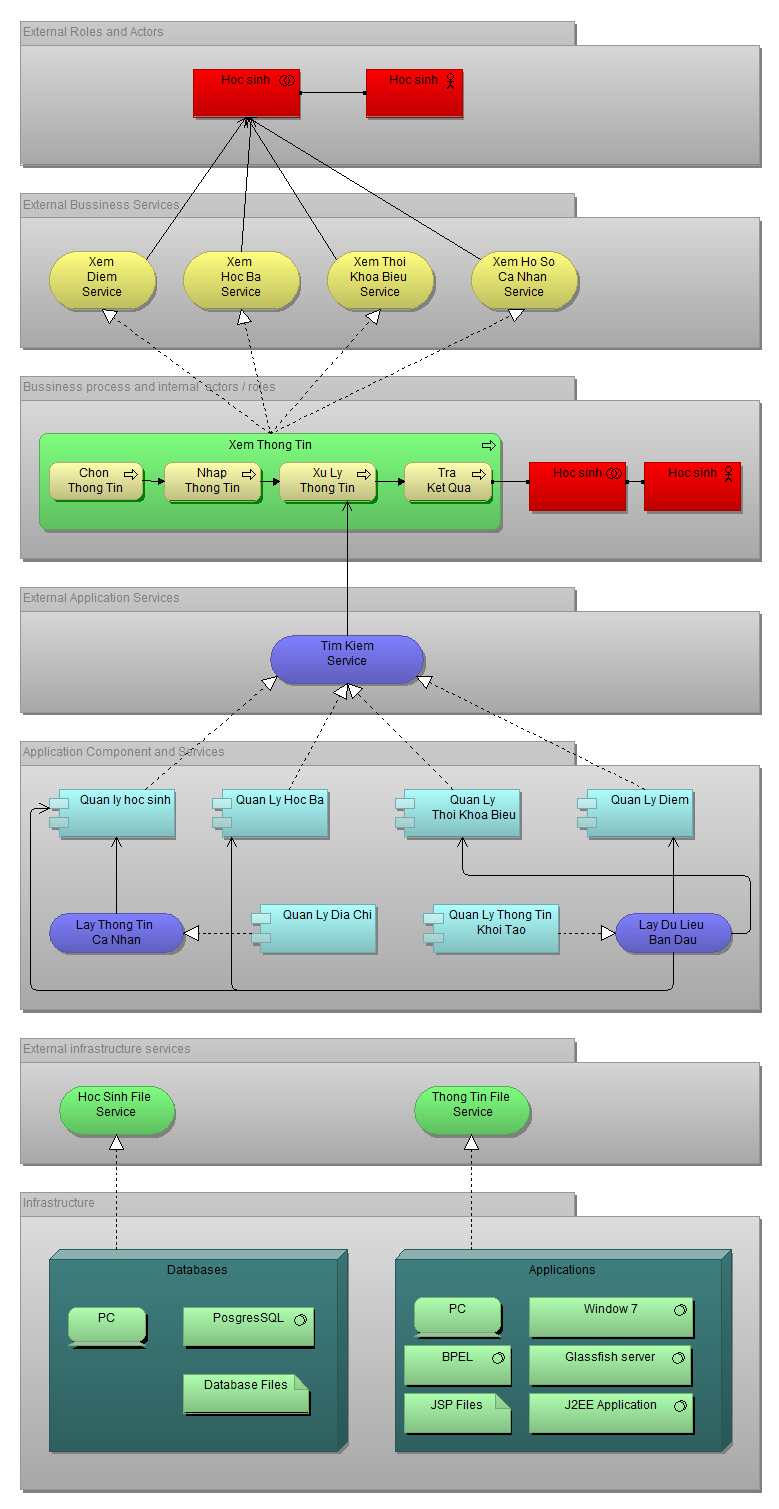 External Roles and Actors
Hoc sinh
Hoc sinh
External Bussiness Services
Xem
Diem
Service
Xem
Hoc Ba
Service
Xem Thoi
Khoa Bieu
Service
Xem Ho So
Ca Nhan
Service
Bussiness process and internal actors / roles
Xem Thong Tin
Chon
Thong Tin
Nhap
Thong Tin
Xu Ly
Thong Tin
Tra
Ket Qua
Hoc sinh
Hoc sinh
External Application Services
Tim Kiem
Service
Application Component and Services
Quan ly hoc sinh
Quan Ly Hoc Ba
Quan Ly
Thoi Khoa Bieu
Quan Ly Diem
Lay Thong Tin
Ca Nhan
Quan Ly Dia Chi
Quan Ly Thong Tin
Khoi Tao
Lay Du Lieu
Ban Dau
External infrastructure services
Hoc Sinh File
Service
Thong Tin File
Service
Infrastructure
Databases
PC
PosgresSQL
Database Files
Applications
PC
Window 7
BPEL
Glassfish server
JSP Files
J2EE Application